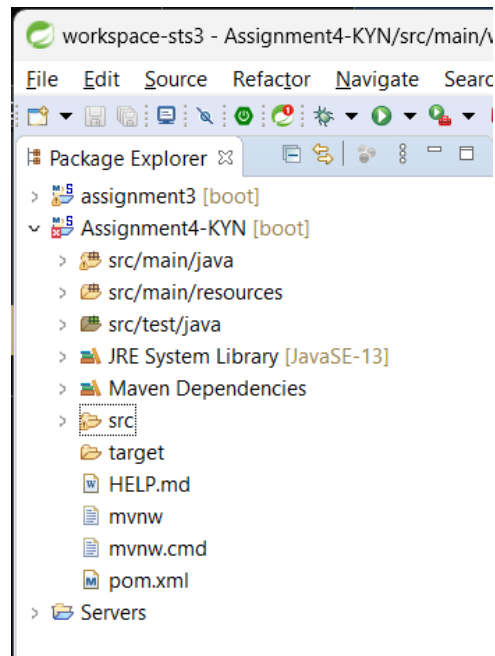 workspace-sts3 - Assignment4-KYN/src/main/
File Edit Source Refactor Navigate Searc
Package Explorer
assignment3 [boot]
Assignment4-KYN [boot]
src/main/java
src/main/resources
src/test/java
JRE System Library [JavaSE-13]
Maven Dependencies
src
target
HELP.md
mvnw
mvnw.cmd
pom.xml
Servers